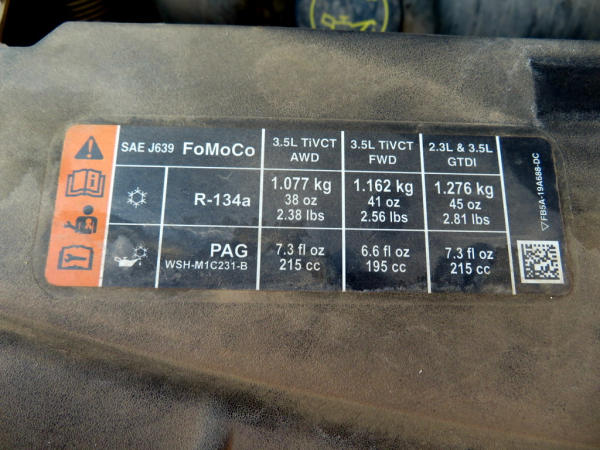 SAE J639 FoMoCo
3.5L TiVCT
AWD
3.5L TiVCT
FWD
2.3L & 3.5L
GTDI
R-134a
1.077 kg
38 oz
2.38 lbs
1.162 kg
41 oz
2.56 lbs
1.276 kg
45 oz
2.81 lbs
PAG
WSH-M1C231-B
7.3 fl oz
215 cc
6.6 fl oz
195 cc
7.3 fl oz
215 cc
FB5A-19A688-DC